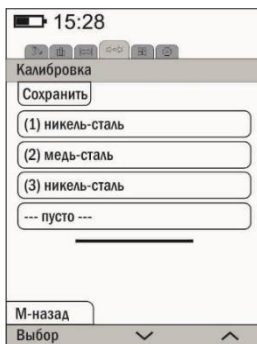 15:28
Калибровка
Сохранить
(1) никель-сталь
(2) медь-сталь
(3) никель-сталь
--- пусто ---
М-назад
Выбор